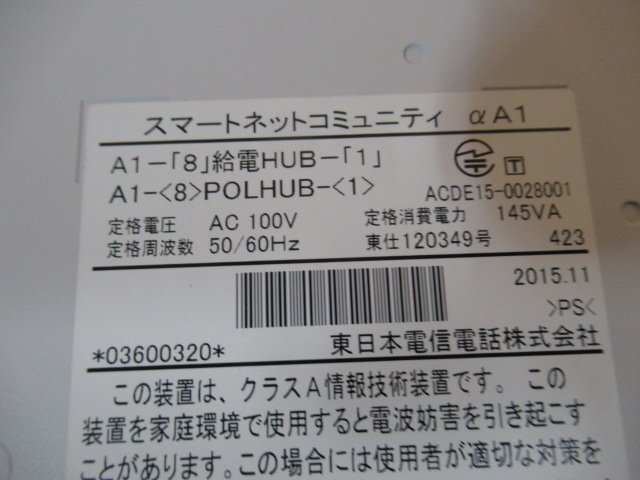 スマートネットコミュニティ αA1
A1-「8」給電HUB-「1」
A1-<8>POLHUB-<1>
T
ACDE15-0028001
定格電圧 AC 100V 定格消費電力 145VA
定格周波数 50/60Hz 東仕120349号 423
2015.11
>PS<
*03600320* 東日本電信電話株式会社
この装置は、クラスA情報技術装置です。この
装置を家庭環境で使用すると電波妨害を引き起こす
ことがあります。この場合には使用者が適切な対策を